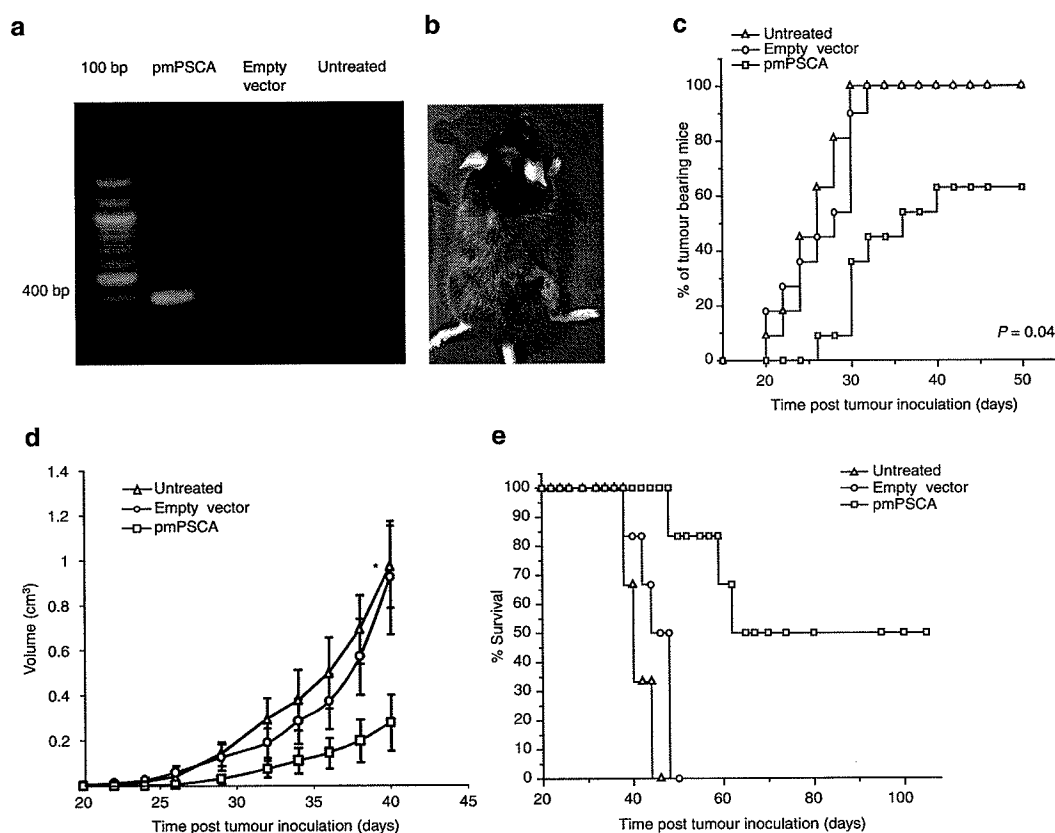 a
100 bp pmPSCA Empty vector Untreated
400 bp
b
c
Untreated
Empty vector
pmPSCA
% of tumour bearing mice
100
80
60
40
20
0
20 30 40 50
P = 0.04
Time post tumour inoculation (days)
d
Untreated
Empty vector
pmPSCA
Volume (cm³)
1.4
1.2
1
0.8
0.6
0.4
0.2
*
20 25 30 35 40 45
Time post tumour inoculation (days)
e
Untreated
Empty vector
pmPSCA
% Survival
100
90
80
70
60
50
40
30
20
10
0
20 40 60 80 100
Time post tumour inoculation (days)